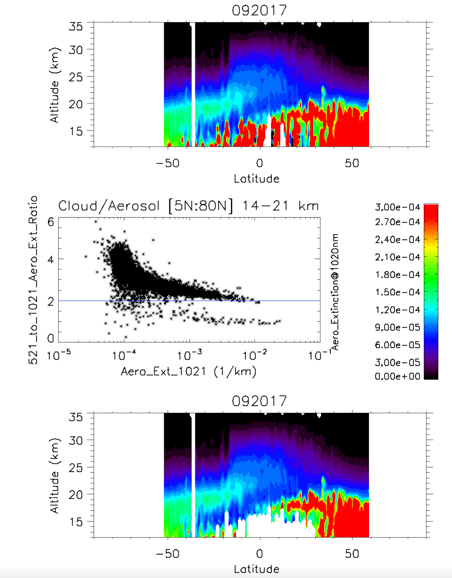 092017
35
30
25
20
15
Altitude (km)
-50 0 50
Latitude
Cloud/Aerosol [5N:80N] 14-21 km
521_to_1021_Aero_Ext_Ratio
6
4
2
0
10-5 10-4 10-3 10-2 10-1
Aero_Ext_1021 (1/km)
Aero_Extinction@1020nm
3.00e-04
2.70e-04
2.40e-04
2.10e-04
1.80e-04
1.50e-04
1.20e-04
9.00e-05
6.00e-05
3.00e-05
0.00e+00
092017
35
30
25
20
15
Altitude (km)
-50 0 50
Latitude